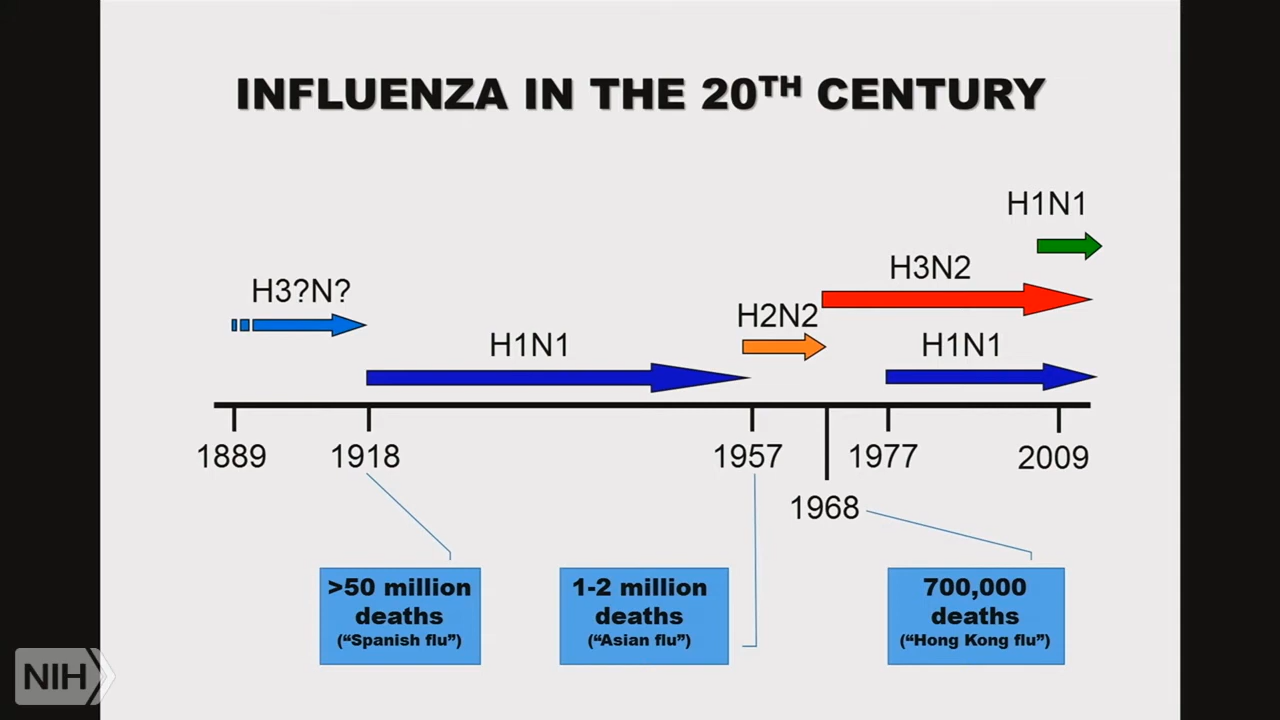 INFLUENZA IN THE 20TH CENTURY
H1N1
H3N2
H3?N?
H2N2
H1N1
H1N1
1889
1918
1957
1977
2009
1968
>50 million
deaths
(“Spanish flu”)
1-2 million
deaths
(“Asian flu”)
700,000
deaths
(“Hong Kong flu”)
NIH